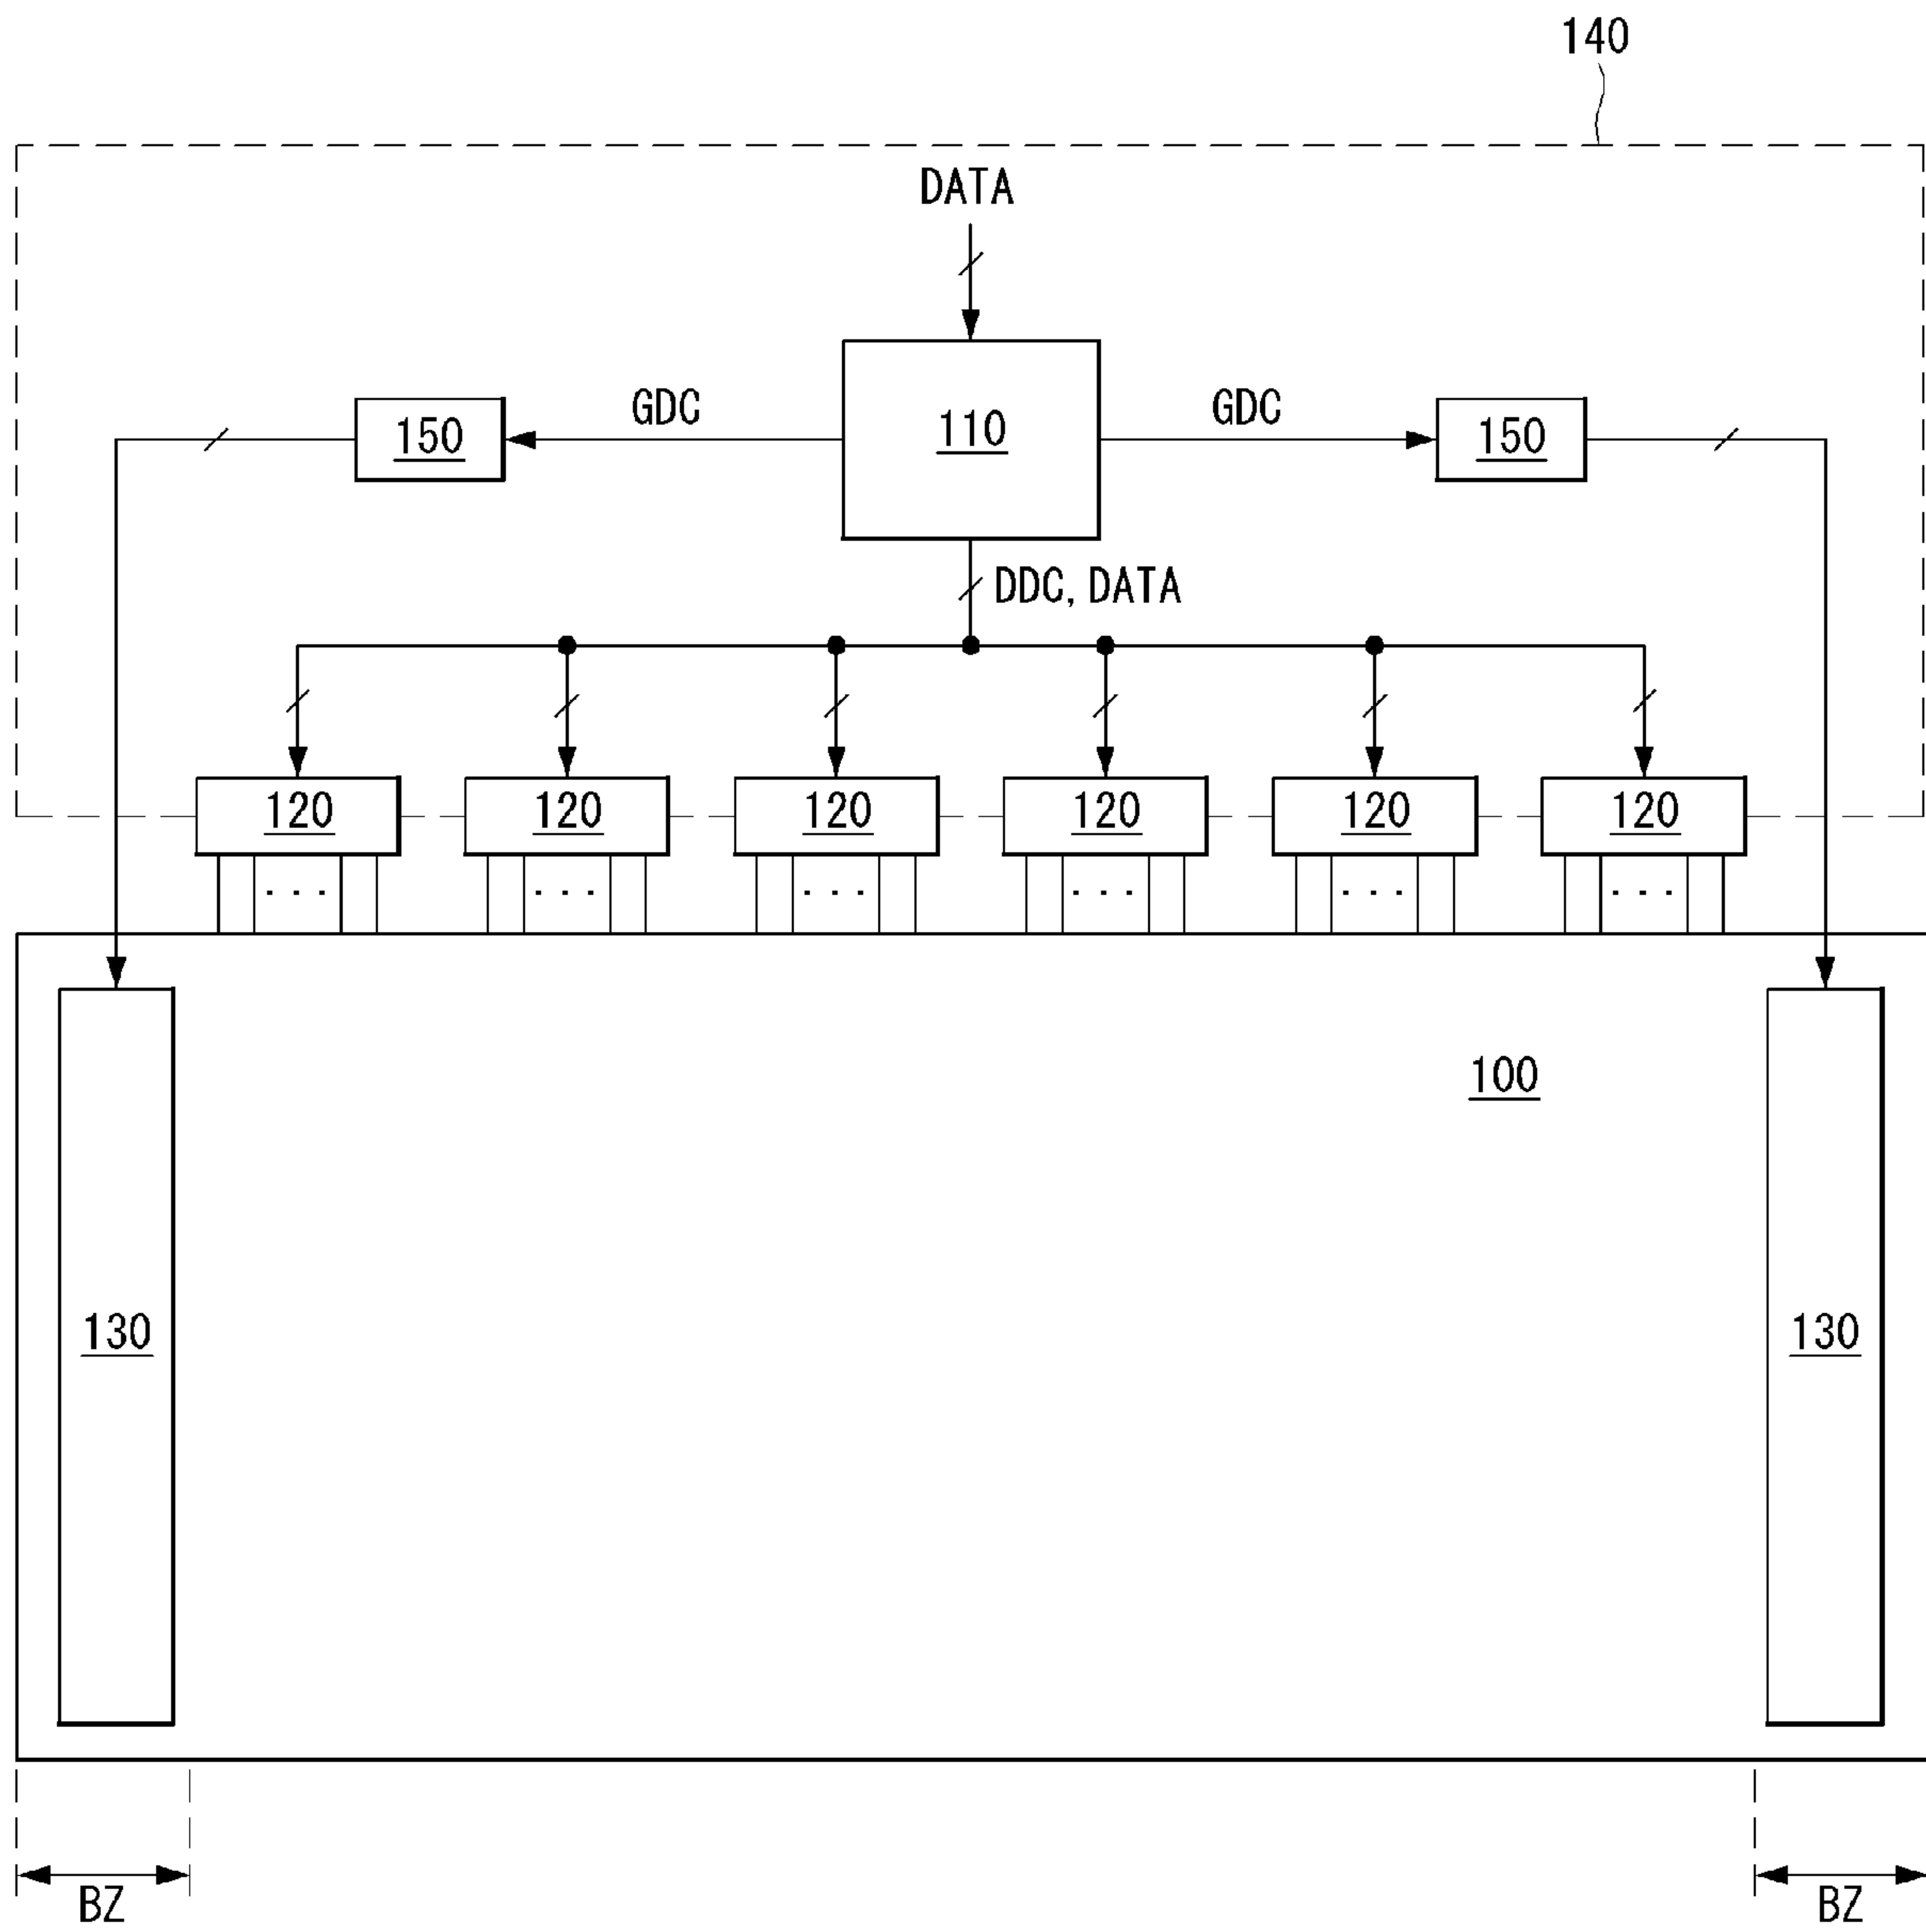 140
DATA
GDC
GDC
150
110
150
DDC, DATA
120
120
120
120
120
120
. . .
. . .
. . .
. . .
. . .
. . .
100
130
130
BZ
BZ